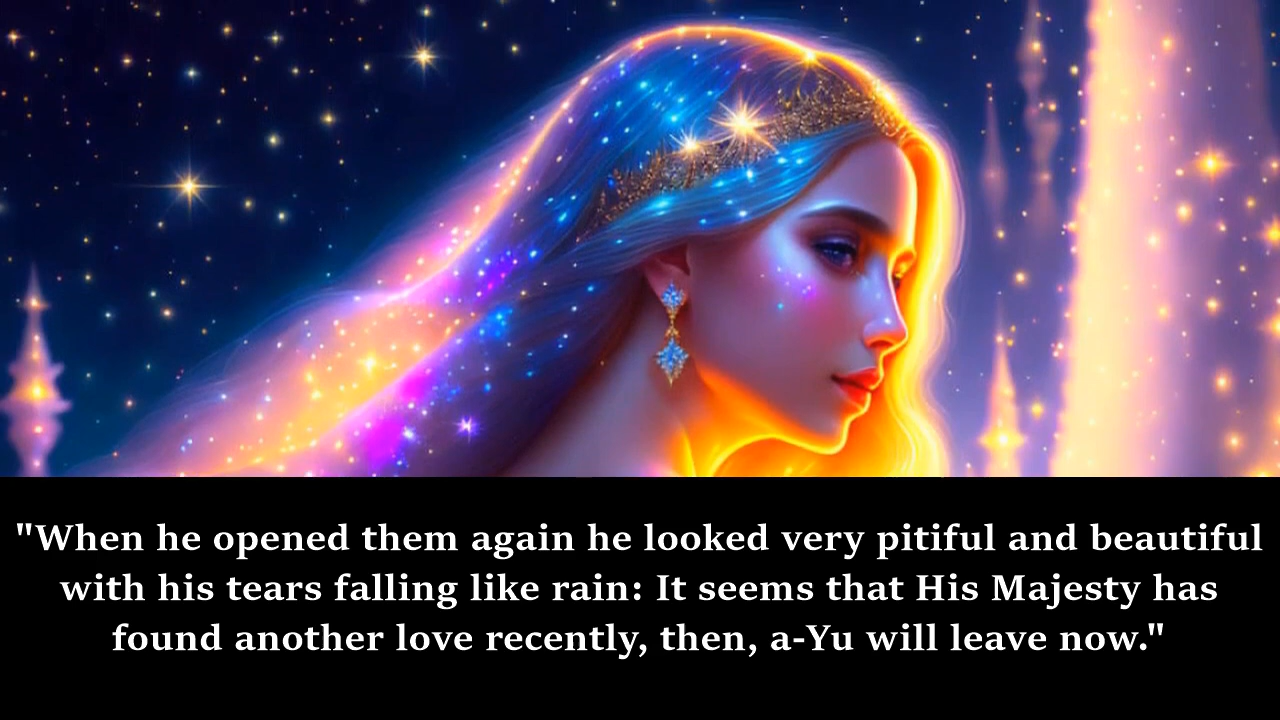 "When he opened them again he looked very pitiful and beautiful
with his tears falling like rain: It seems that His Majesty has
found another love recently, then, a-Yu will leave now."